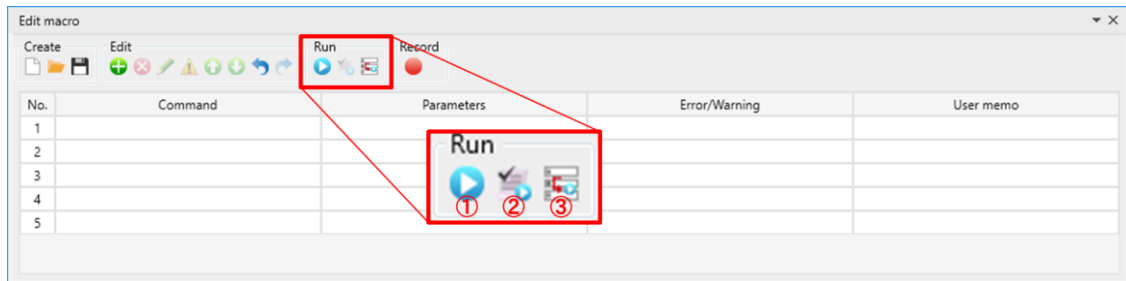 Edit macro
Create Edit Run Record
No. Command Parameters Error/Warning User memo
1
2
3
4
5
Run
① ② ③